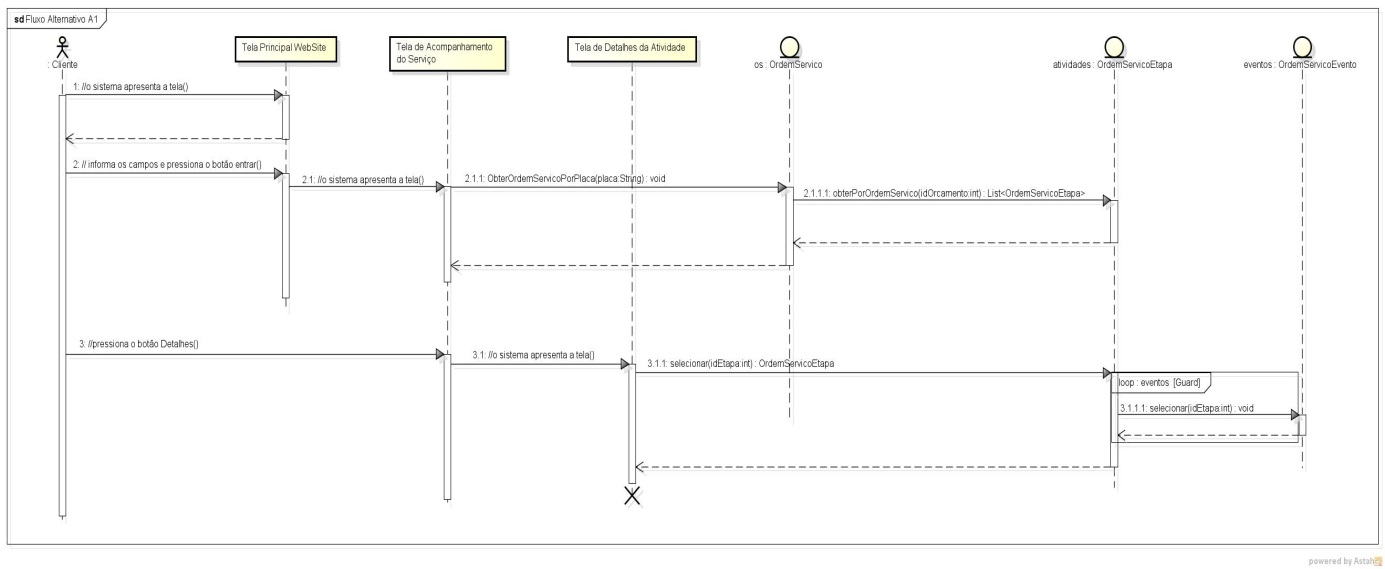 sd Fluxo Alternativo A1
: Cliente
Tela Principal WebSite
Tela de Acompanhamento
do Serviço
Tela de Detalhes da Atividade
os : OrdemServico
atividades : OrdemServicoEtapa
eventos : OrdemServicoEvento
1: //o sistema apresenta a tela()
2: // informa os campos e pressiona o botão entrar()
2.1: //o sistema apresenta a tela()
2.1.1: ObterOrdemServicoPorPlaca(placa:String) : void
2.1.1.1: obterPorOrdemServico(idOrcamento:int) : List<OrdemServicoEtapa>
3: //pressiona o botão Detalhes()
3.1: //o sistema apresenta a tela()
3.1.1: selecionar(idEtapa:int) : OrdemServicoEtapa
loop : eventos [Guard]
3.1.1.1: selecionar(idEtapa:int) : void
powered by Astah